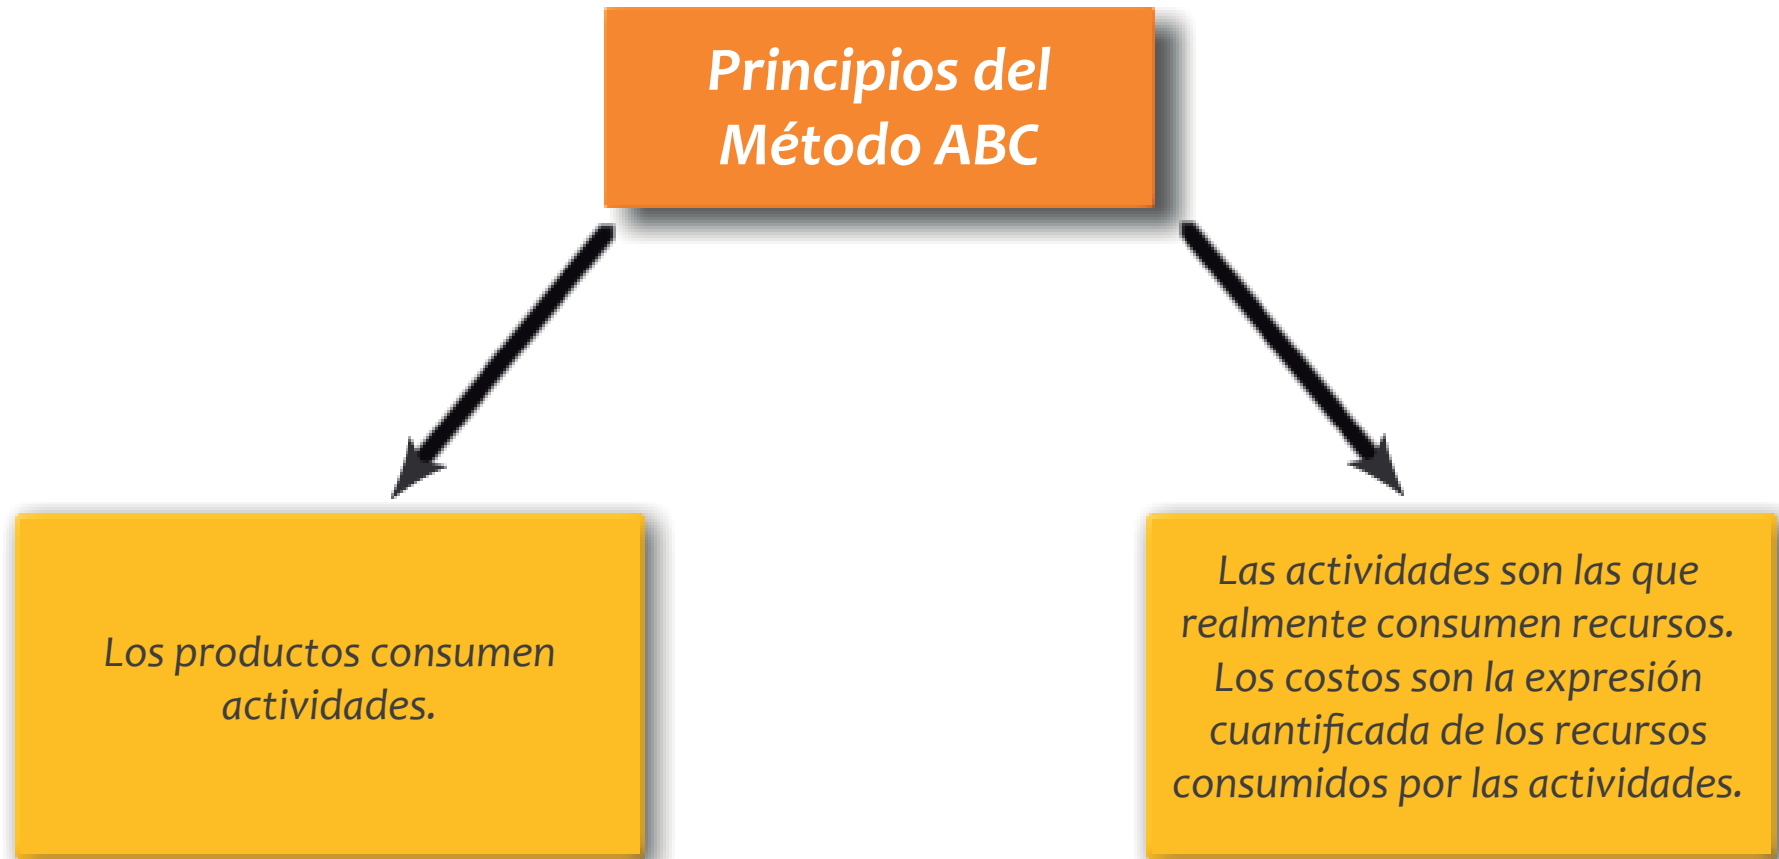 Principios del
Método ABC
Los productos consumen
actividades.
Las actividades son las que
realmente consumen recursos.
Los costos son la expresión
cuantificada de los recursos
consumidos por las actividades.